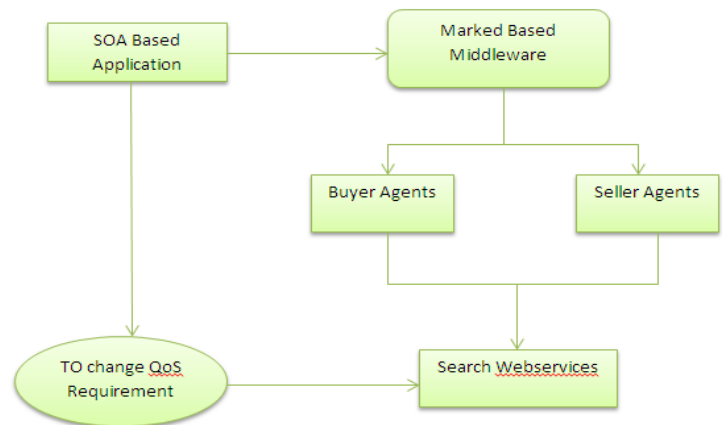 SOA Based
Application
Marked Based
Middleware
Buyer Agents
Seller Agents
TO change QoS
Requirement
Search Webservices